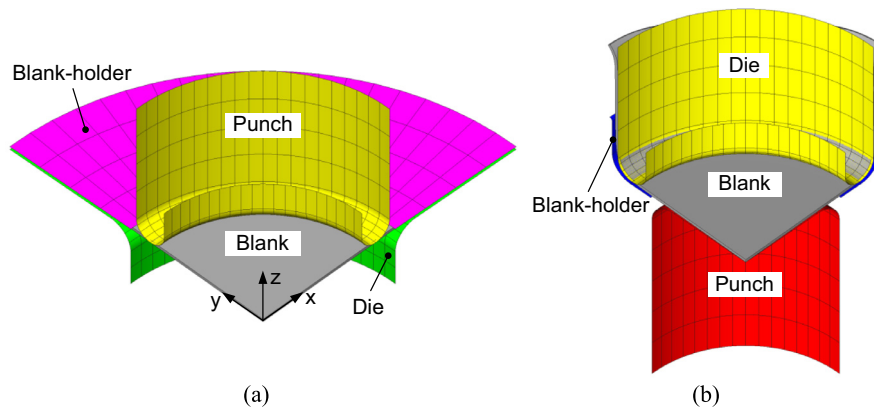 Blank-holder
Punch
Blank
z
y
x
Die
(a)
Die
Blank
Blank-holder
Punch
(b)